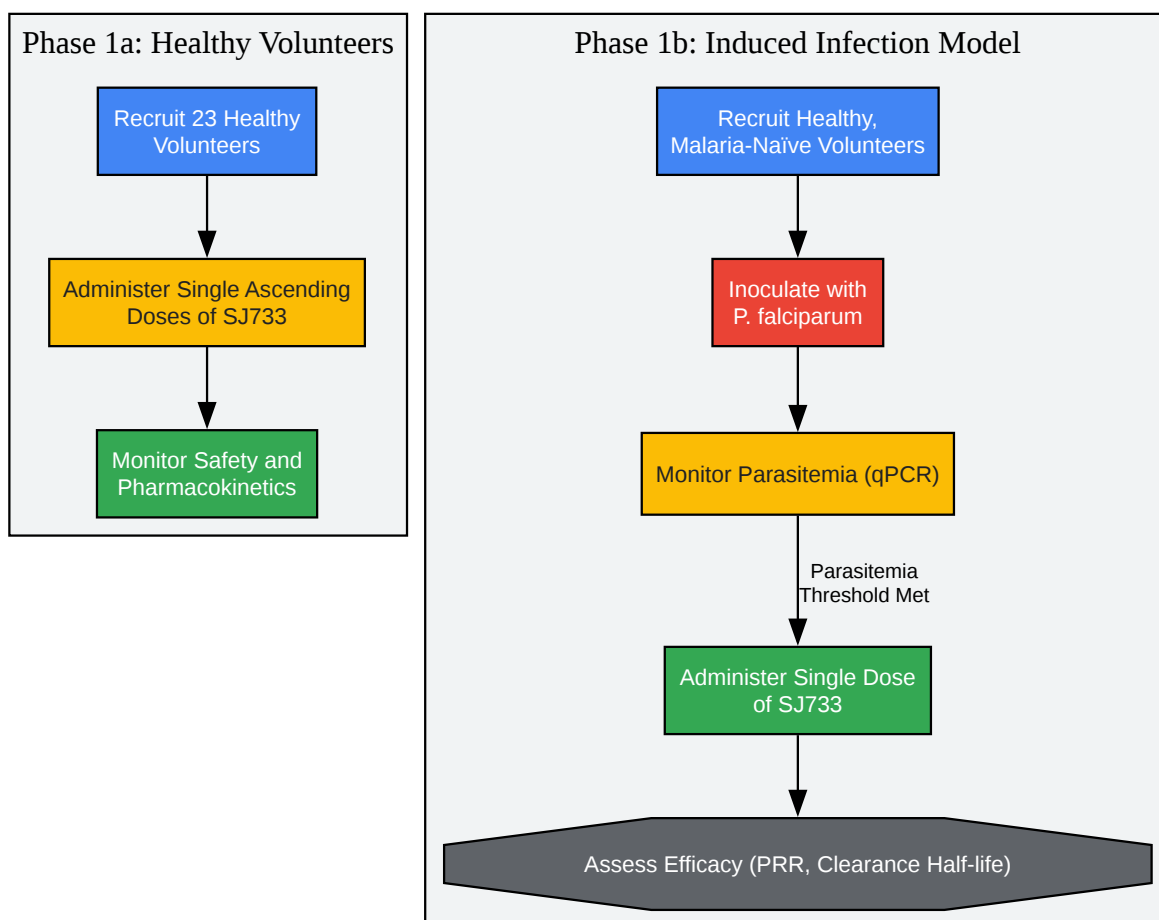 Phase 1a: Healthy Volunteers
Recruit 23 Healthy
Volunteers
Administer Single Ascending
Doses of SJ733
Monitor Safety and
Pharmacokinetics
Phase 1b: Induced Infection Model
Recruit Healthy,
Malaria-Naïve Volunteers
Inoculate with
P. falciparum
Monitor Parasitemia (qPCR)
Parasitemia
Threshold Met
Administer Single Dose
of SJ733
Assess Efficacy (PRR, Clearance Half-life)